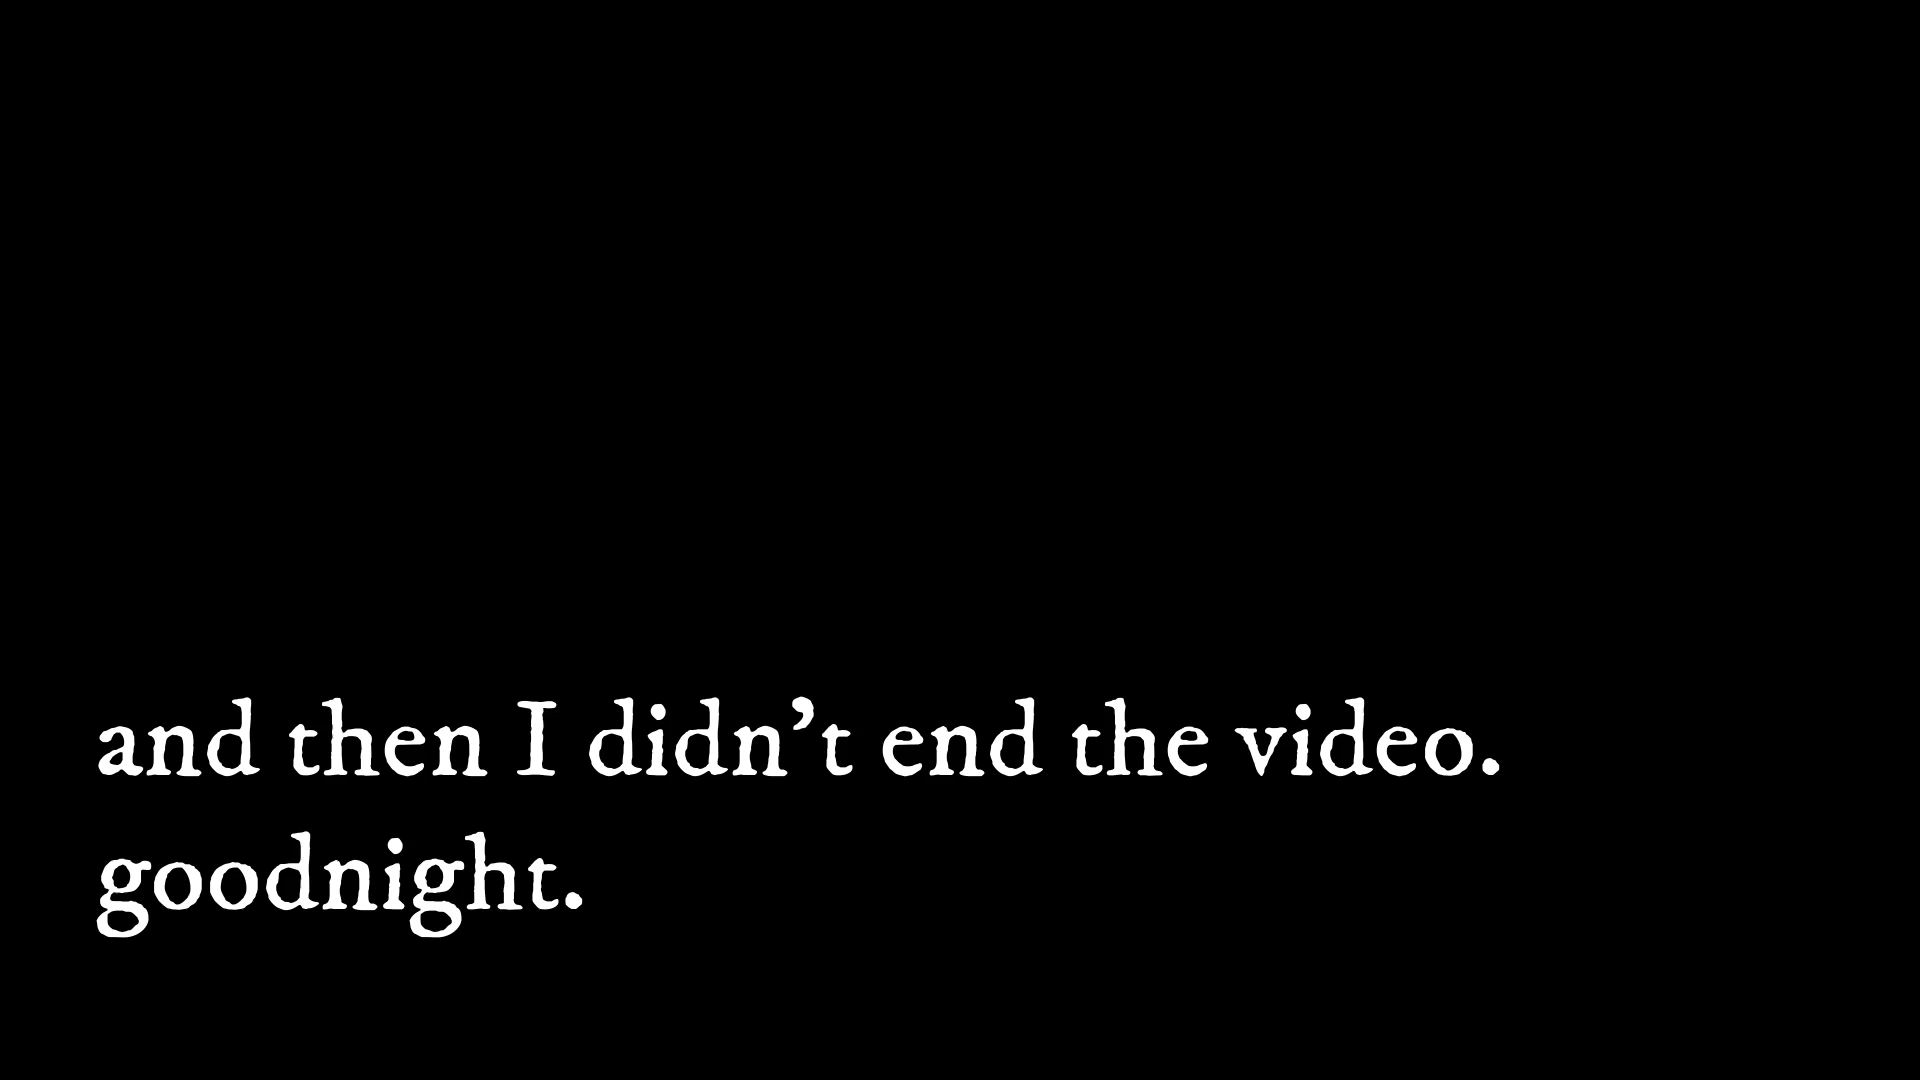 and then I didn’t end the video.
goodnight.